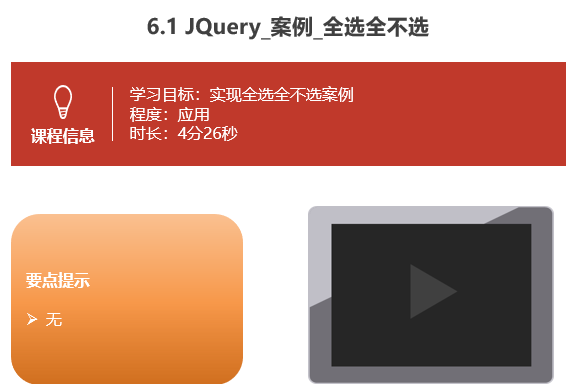 6.1 JQuery_案例_全选全不选
课程信息
学习目标：实现全选全不选案例
程度：应用
时长：4分26秒
要点提示
➢ 无